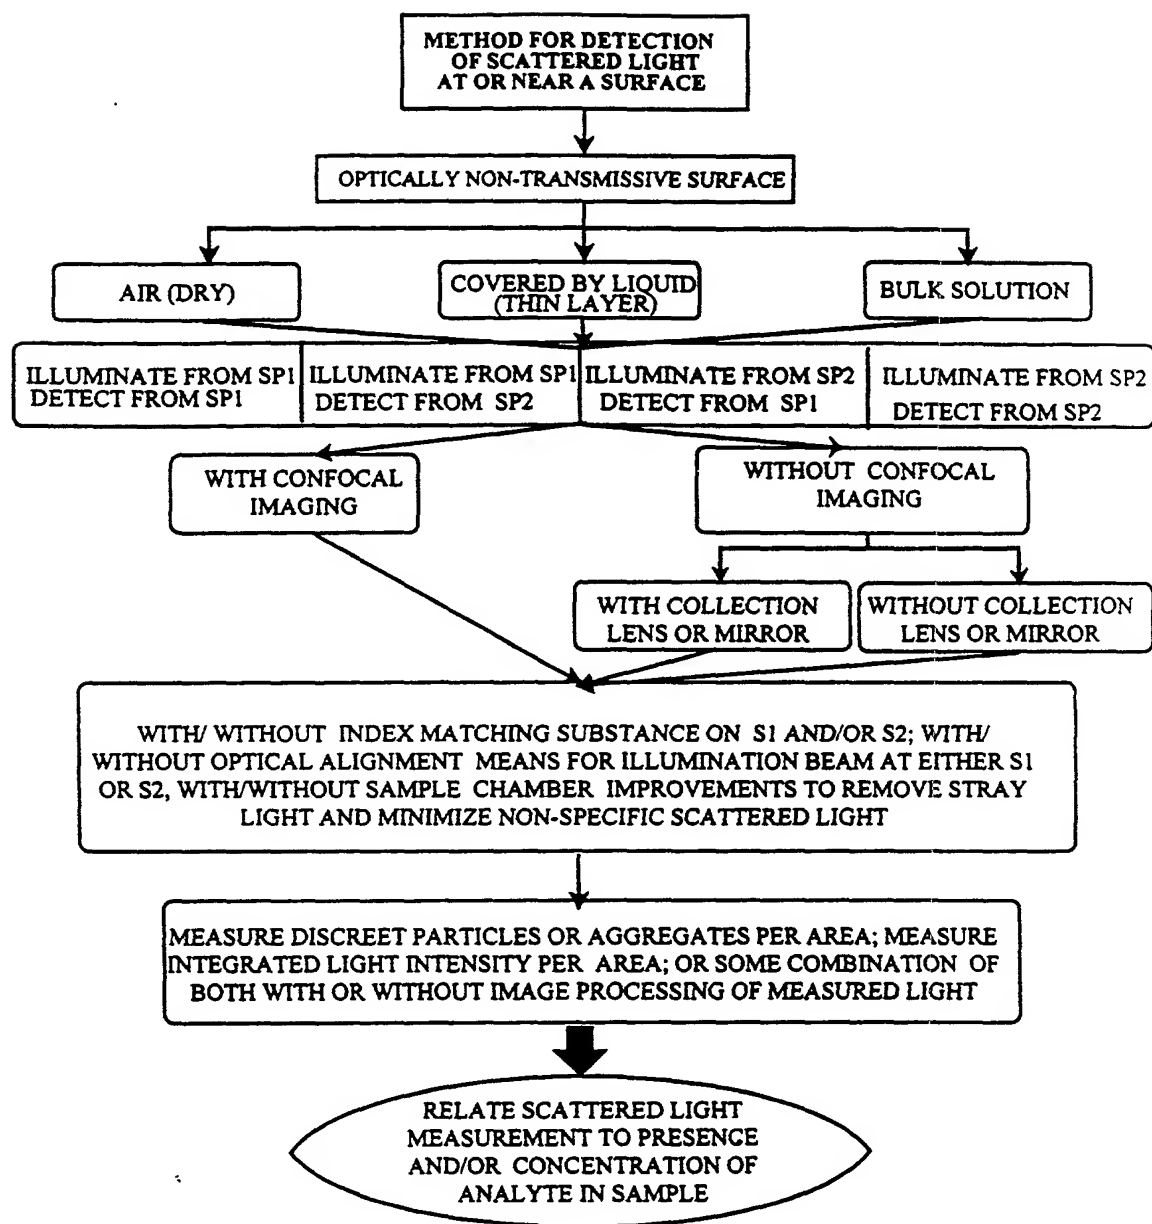 METHOD FOR DETECTION
OF SCATTERED LIGHT
AT OR NEAR A SURFACE
OPTICALLY NON-TRANSMISSIVE SURFACE
AIR (DRY)
COVERED BY LIQUID
(THIN LAYER)
BULK SOLUTION
ILLUMINATE FROM SP1
DETECT FROM SP1
ILLUMINATE FROM SP1
DETECT FROM SP2
ILLUMINATE FROM SP2
DETECT FROM SP1
ILLUMINATE FROM SP2
DETECT FROM SP2
WITH CONFOCAL
IMAGING
WITHOUT CONFOCAL
IMAGING
WITH COLLECTION
LENS OR MIRROR
WITHOUT COLLECTION
LENS OR MIRROR
WITH/ WITHOUT INDEX MATCHING SUBSTANCE ON S1 AND/OR S2; WITH/
WITHOUT OPTICAL ALIGNMENT MEANS FOR ILLUMINATION BEAM AT EITHER S1
OR S2, WITH/WITHOUT SAMPLE CHAMBER IMPROVEMENTS TO REMOVE STRAY
LIGHT AND MINIMIZE NON-SPECIFIC SCATTERED LIGHT
MEASURE DISCREET PARTICLES OR AGGREGATES PER AREA; MEASURE
INTEGRATED LIGHT INTENSITY PER AREA; OR SOME COMBINATION OF
BOTH WITH OR WITHOUT IMAGE PROCESSING OF MEASURED LIGHT
RELATE SCATTERED LIGHT
MEASUREMENT TO PRESENCE
AND/OR CONCENTRATION OF
ANALYTE IN SAMPLE